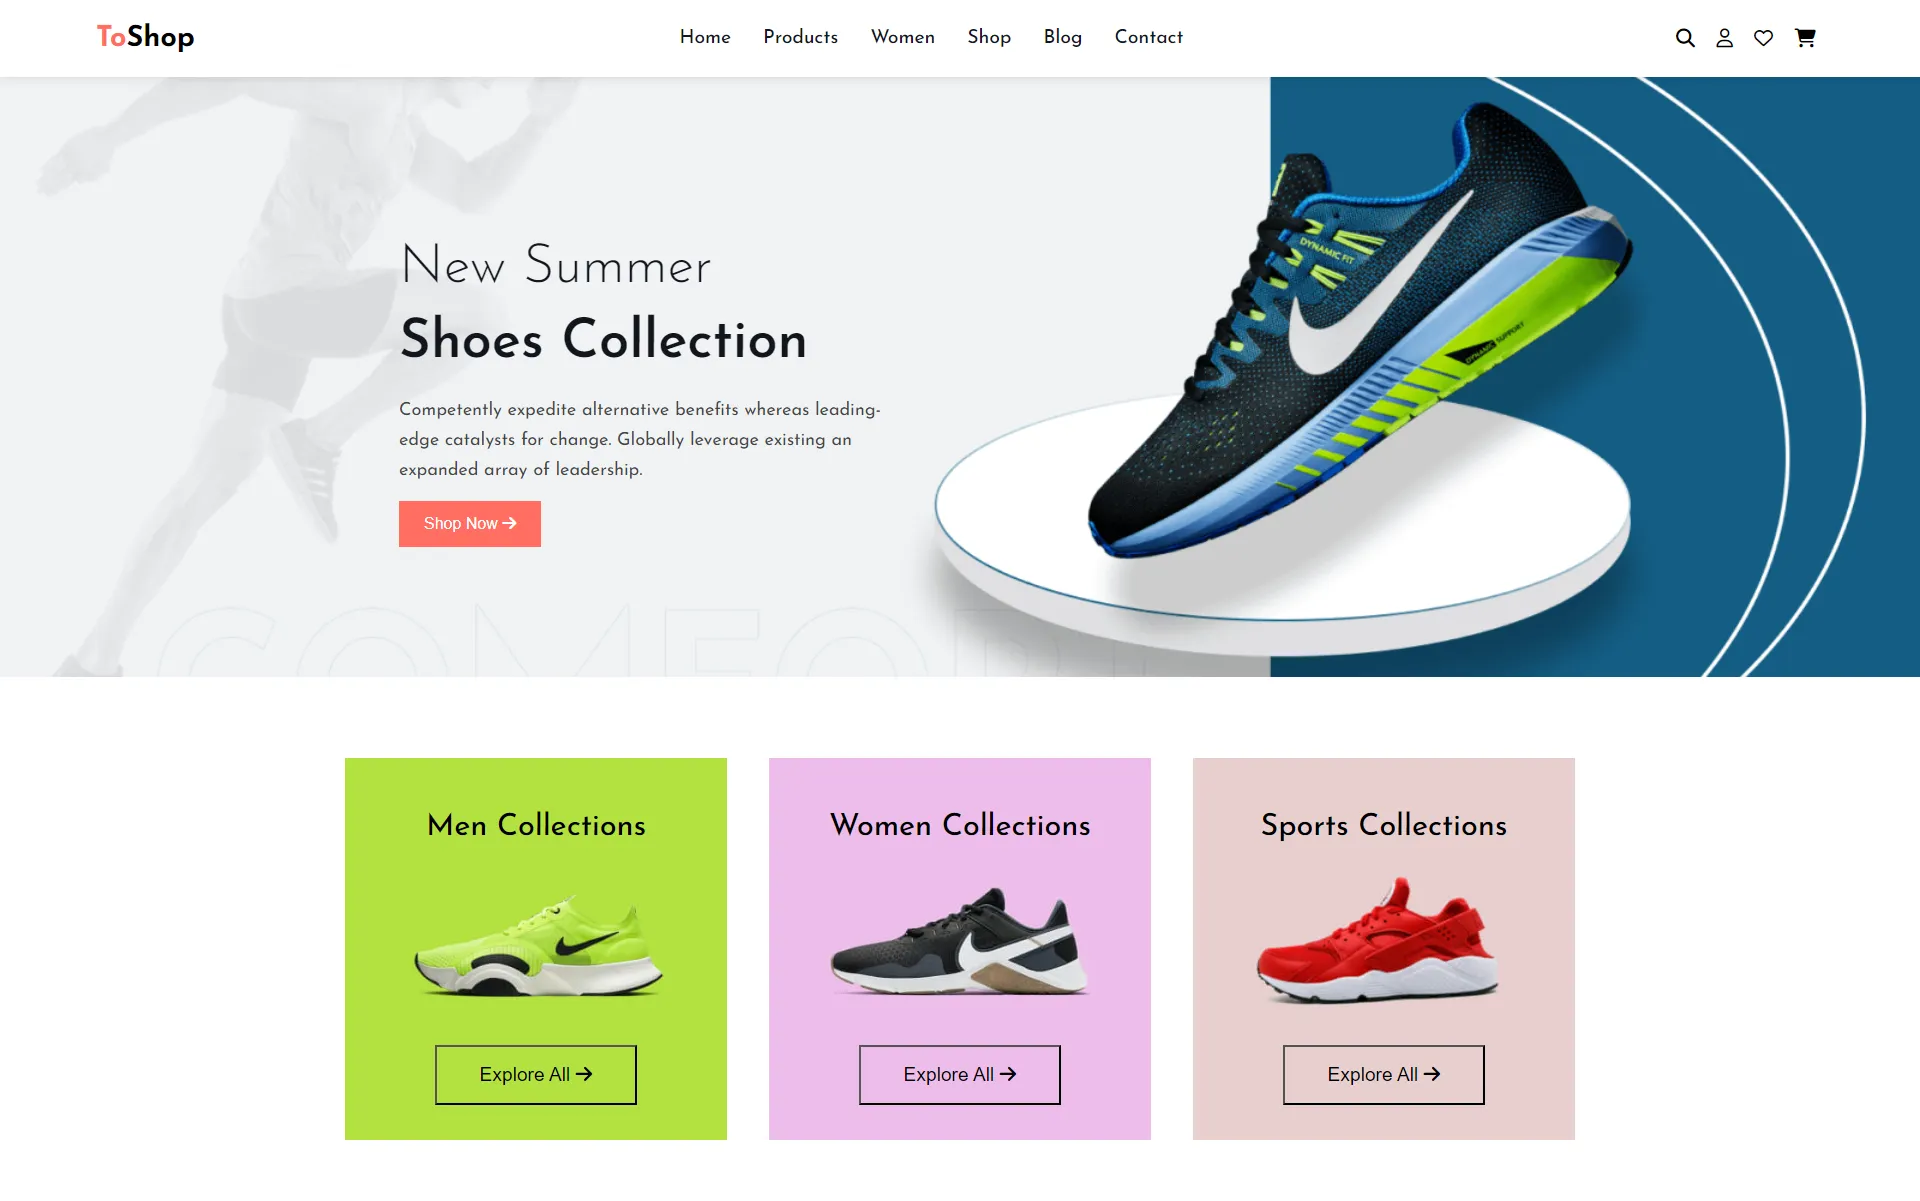 ToShop
Home Products Women Shop Blog Contact
New Summer
Shoes Collection
Competently expedite alternative benefits whereas leading-
edge catalysts for change. Globally leverage existing an
expanded array of leadership.
Shop Now
DYNAMIC FIT
DYNAMIC SUPPORT
COMFORT
Men Collections
Women Collections
Sports Collections
Explore All
Explore All
Explore All